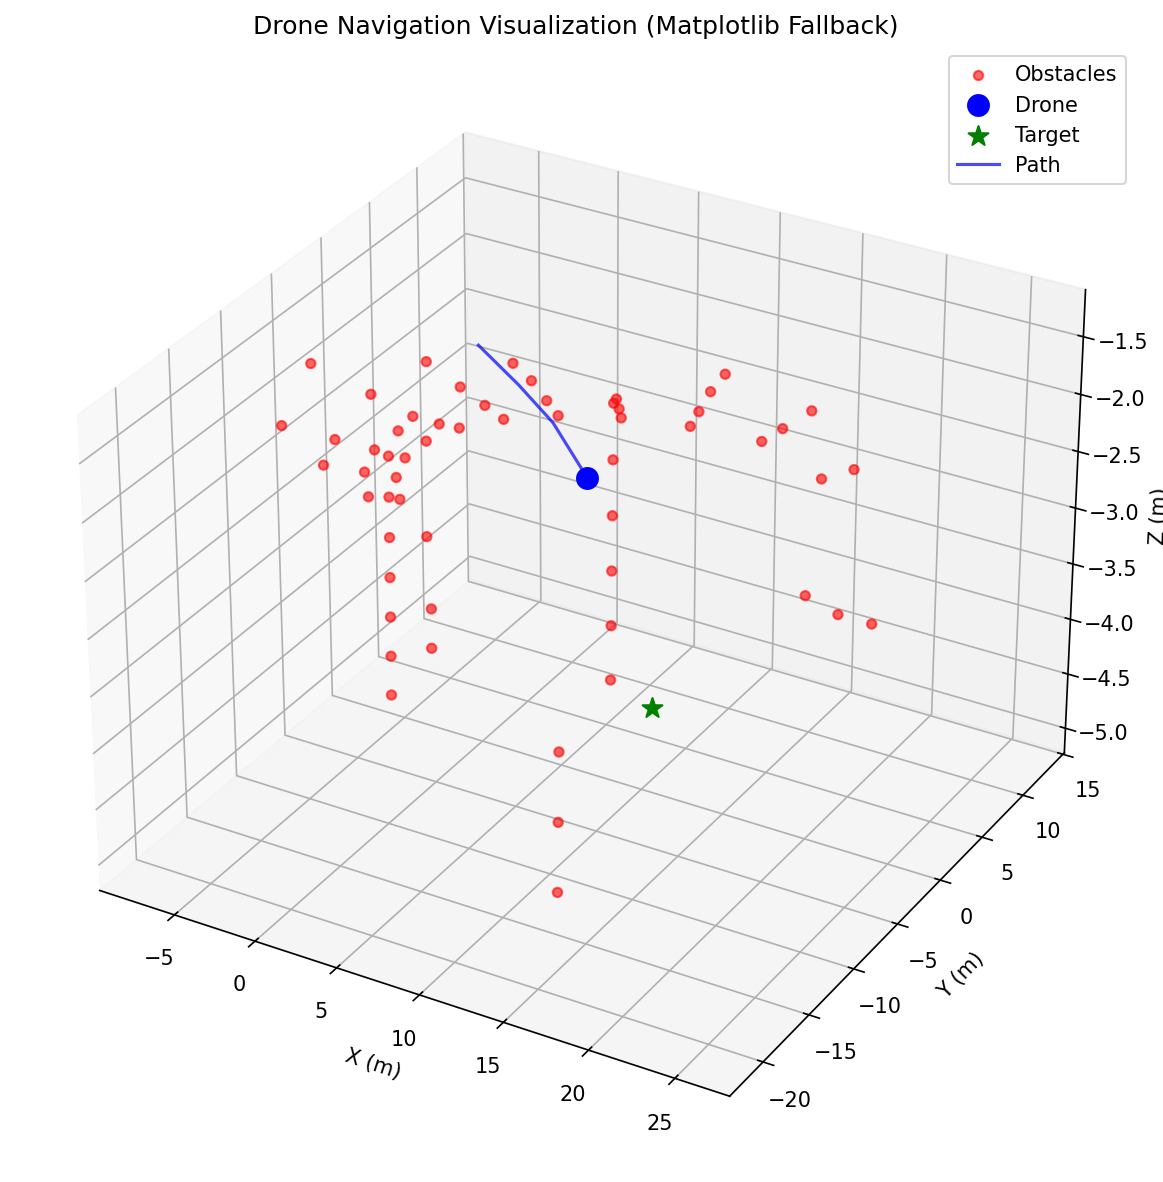 Drone Navigation Visualization (Matplotlib Fallback)
Obstacles
Drone
Target
Path
−1.5
−2.0
−2.5
−3.0
−3.5
−4.0
−4.5
−5.0
Z (m)
15
10
5
0
−5
−10
−15
−20
Y (m)
−5
0
5
10
15
20
25
X (m)